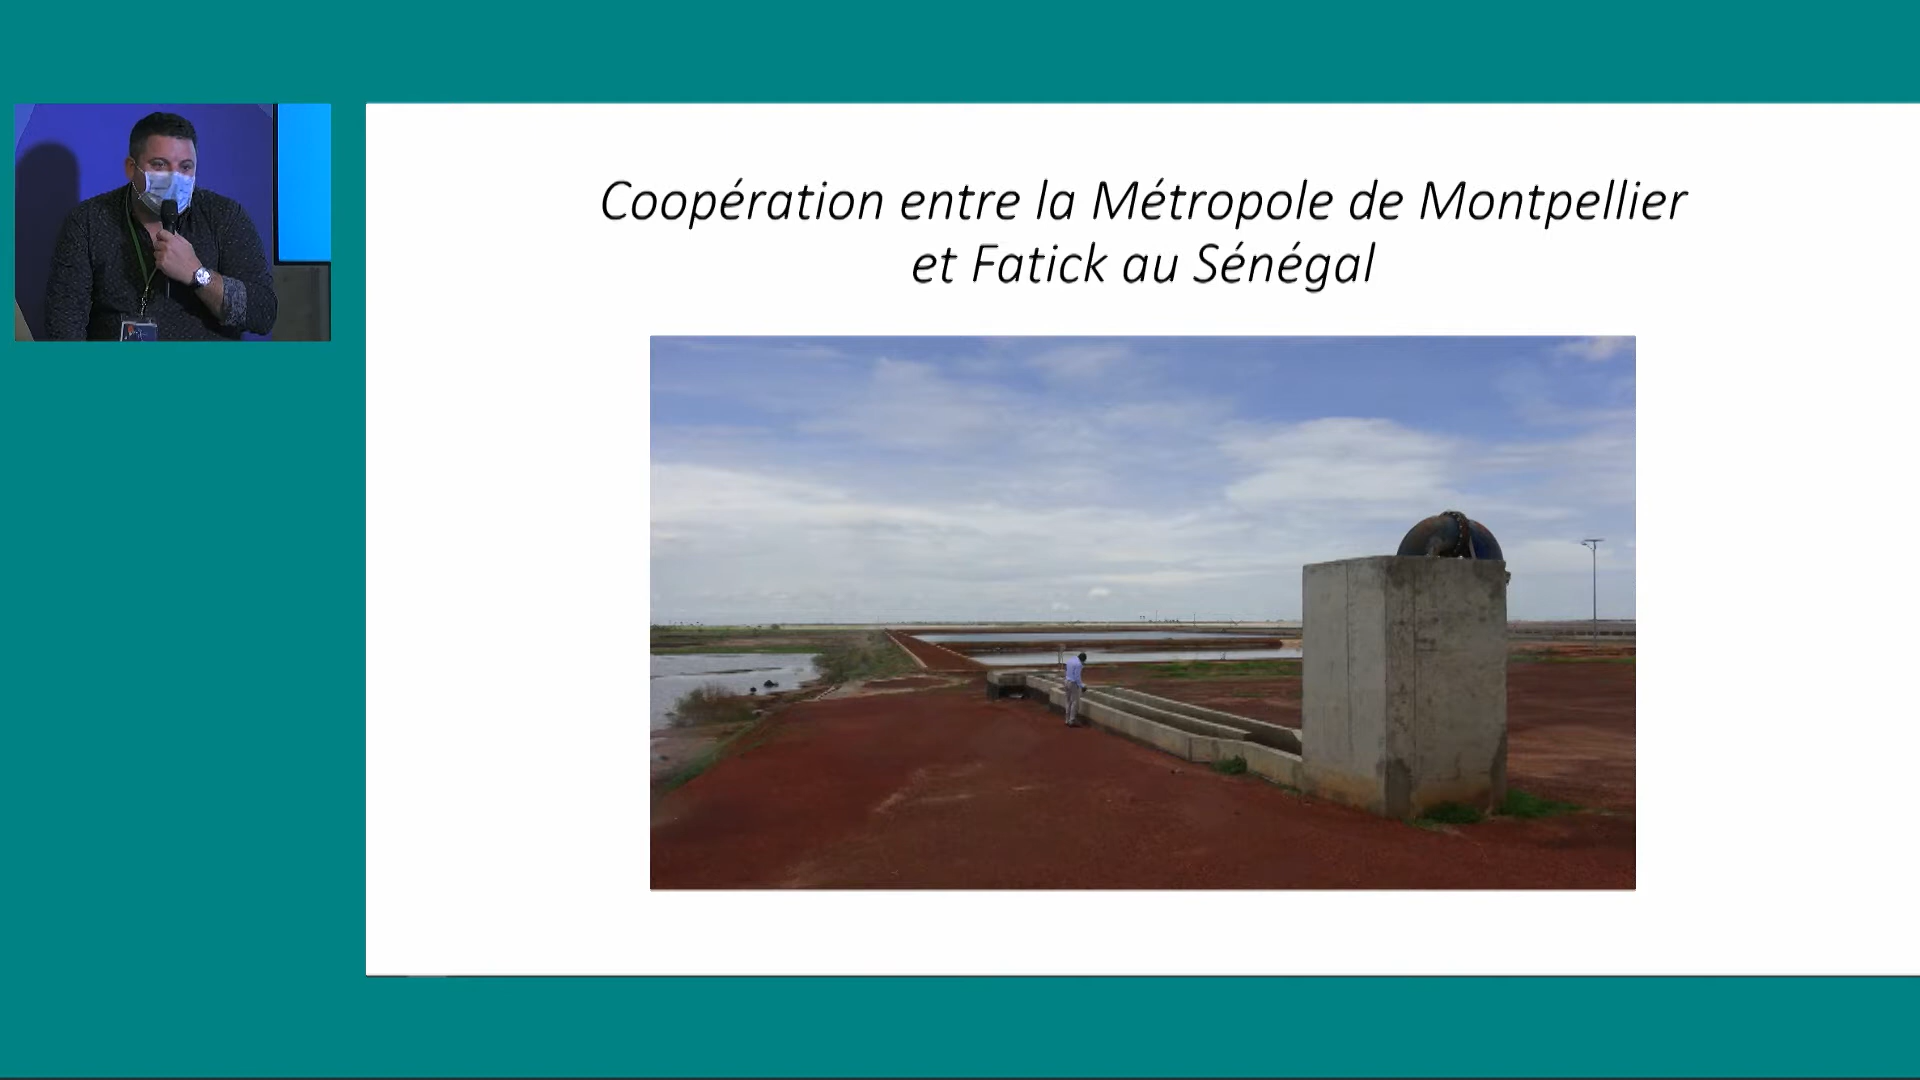 Coopération entre la Métropole de Montpellier
et Fatick au Sénégal